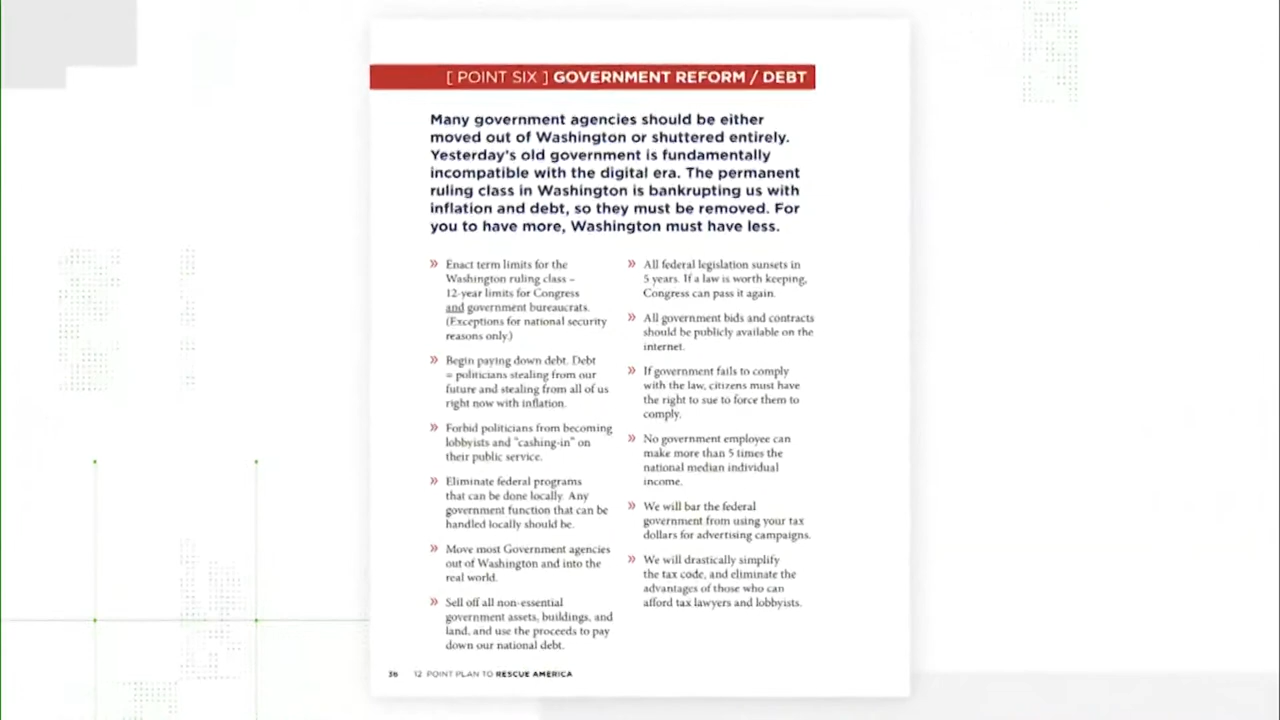 [ POINT SIX ] GOVERNMENT REFORM / DEBT
Many government agencies should be either
moved out of Washington or shuttered entirely.
Yesterday's old government is fundamentally
incompatible with the digital era. The permanent
ruling class in Washington is bankrupting us with
inflation and debt, so they must be removed. For
you to have more, Washington must have less.
» Enact term limits for the
Washington ruling class –
12-year limits for Congress
and government bureaucrats.
(Exceptions for national security
reasons only.)
» Begin paying down debt. Debt
= politicians stealing from our
future and stealing from all of us
right now with inflation.
» Forbid politicians from becoming
lobbyists and "cashing-in" on
their public service.
» Eliminate federal programs
that can be done locally. Any
government function that can be
handled locally should be.
» Move most Government agencies
out of Washington and into the
real world.
» Sell off all non-essential
government assets, buildings, and
land, and use the proceeds to pay
down our national debt.
» All federal legislation sunsets in
5 years. If a law is worth keeping,
Congress can pass it again.
» All government bids and contracts
should be publicly available on the
internet.
» If government fails to comply
with the law, citizens must have
the right to sue to force them to
comply.
» No government employee can
make more than 5 times the
national median individual
income.
» We will bar the federal
government from using your tax
dollars for advertising campaigns.
» We will drastically simplify
the tax code, and eliminate the
advantages of those who can
afford tax lawyers and lobbyists.
36 12 POINT PLAN TO RESCUE AMERICA